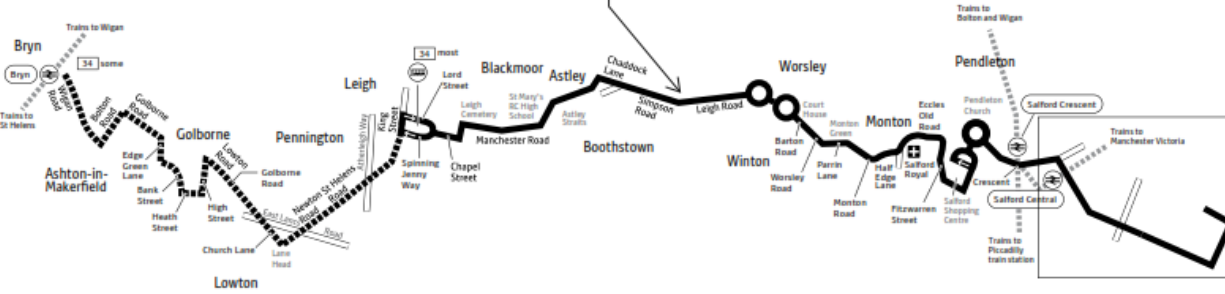 Trains to Wigan
Bryn
Bryn
34 some
Trains to
St Helens
Wigan
Road
Bolton
Road
Golborne
Road
Ashton-in-
Makerfield
Edge
Green
Lane
Bank
Street
Heath
Street
Golborne
High
Street
Lowton
Road
Golborne
Road
Church Lane
Lane
Head
Lowton
East Lancs
Road
Newton
Road
St Helens
Road
Pennington
Atherleigh Way
Leigh
King
Street
34 most
Lord
Street
Spinning
Jenny
Way
Chapel
Street
Leigh
Cemetery
Blackmoor
St Mary's
RC High
School
Manchester Road
Astley
Astley
Straits
Chaddock
Lane
Boothstown
Simpson
Road
Leigh Road
Worsley
Court
House
Barton
Road
Winton
Worsley
Road
Monton
Green
Parrin
Lane
Monton
Road
Monton
Half
Edge
Lane
Eccles
Old
Road
Salford
Royal
Fitzwarren
Street
Salford
Shopping
Centre
Pendleton
Church
Pendleton
Trains to
Bolton and Wigan
Salford Crescent
Crescent
Salford Central
Trains to
Manchester Victoria
Trains to
Piccadilly
train station